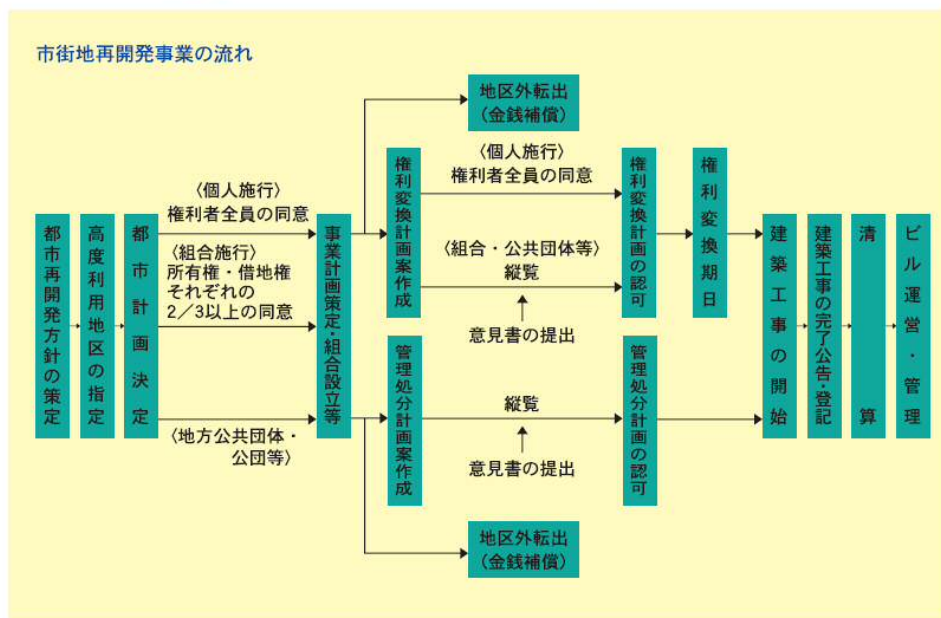 市街地再開発事業の流れ
都市再開発方針の策定
高度利用地区の指定
都市計画決定
〈個人施行〉
権利者全員の同意
〈組合施行〉
所有権・借地権
それぞれの
2／3以上の同意
〈地方公共団体・
公団等〉
事業計画策定・組合設立等
地区外転出
（金銭補償）
権利変換計画案作成
〈個人施行〉
権利者全員の同意
〈組合・公共団体等〉
縦覧
意見書の提出
権利変換計画の認可
権利変換期日
管理処分計画案作成
縦覧
意見書の提出
管理処分計画の認可
地区外転出
（金銭補償）
建築工事の開始
建築工事の完了公告・登記
清算
ビル運営・管理